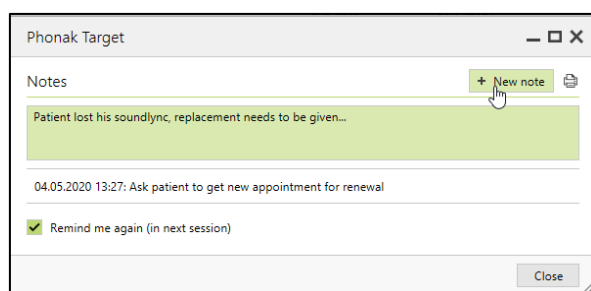 Phonak Target
Notes
+ New note
Patient lost his soundlync, replacement needs to be given...
04.05.2020 13:27: Ask patient to get new appointment for renewal
Remind me again (in next session)
Close